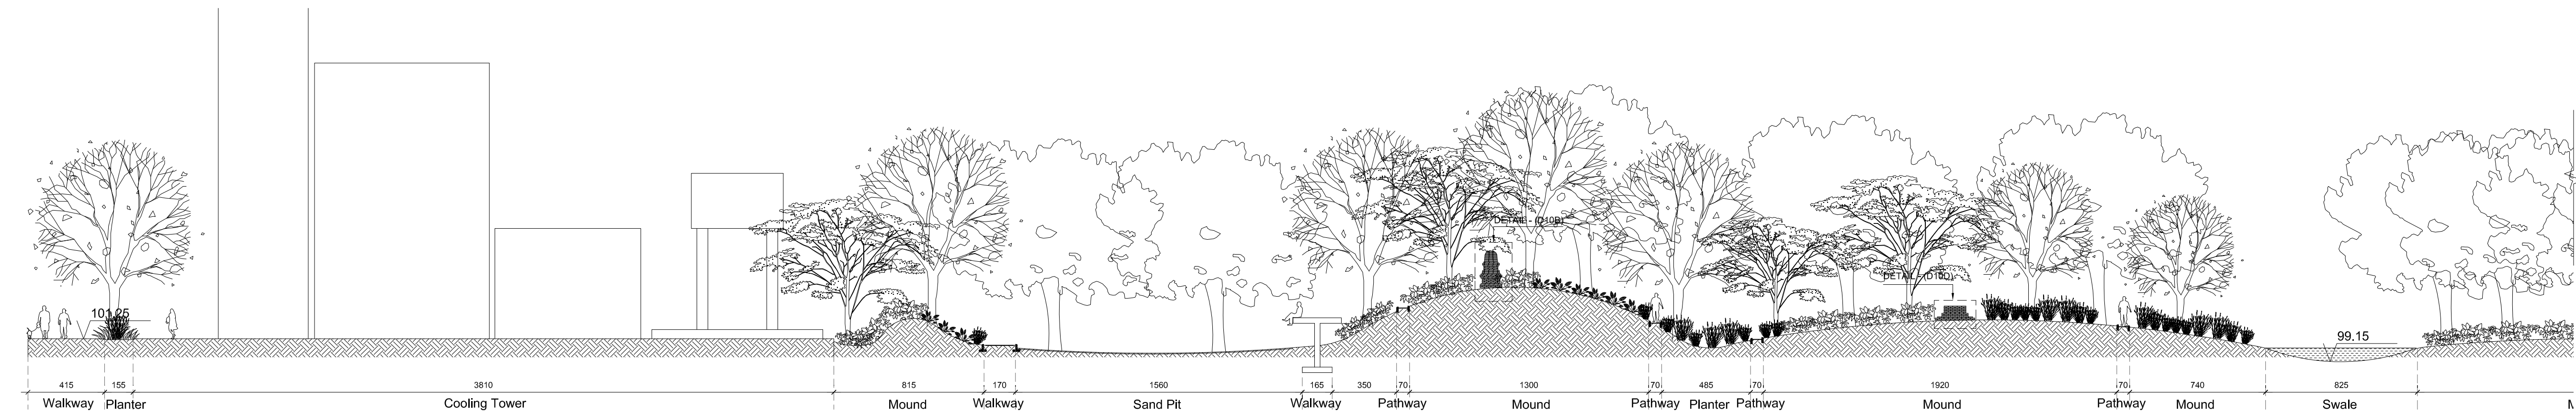 DETAIL - (D10B)
DETAIL - (D10D)
101.25
99.15
415 155 3810 815 170 1560 165 350 70 1300 70 485 70 1920 70 740 825
Walkway Planter Cooling Tower Mound Walkway Sand Pit Walkway Pathway Mound Pathway Planter Pathway Mound Pathway Mound Swale